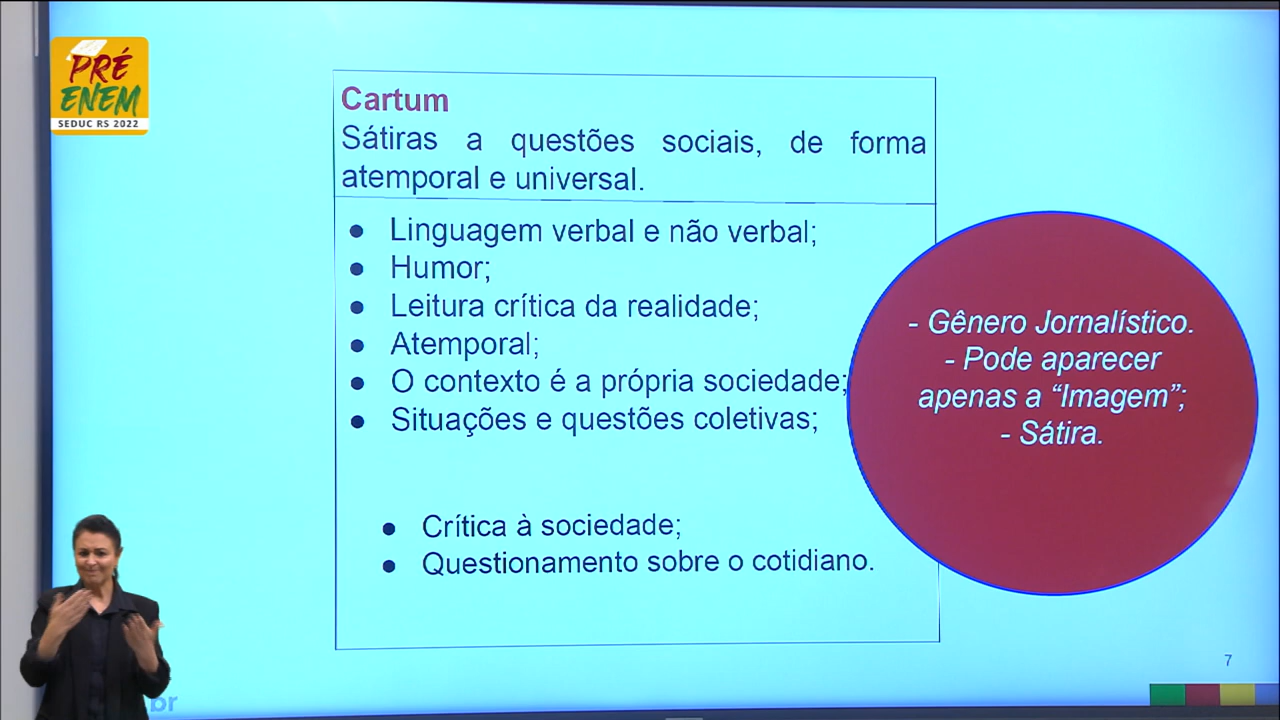 PRÉ
ENEM
SEDUC RS 2022
Cartum
Sátiras a questões sociais, de forma
atemporal e universal.
● Linguagem verbal e não verbal;
● Humor;
● Leitura crítica da realidade;
● Atemporal;
● O contexto é a própria sociedade;
● Situações e questões coletivas;
● Crítica à sociedade;
● Questionamento sobre o cotidiano.
- Gênero Jornalístico.
- Pode aparecer
apenas a “Imagem”;
- Sátira.
7
br